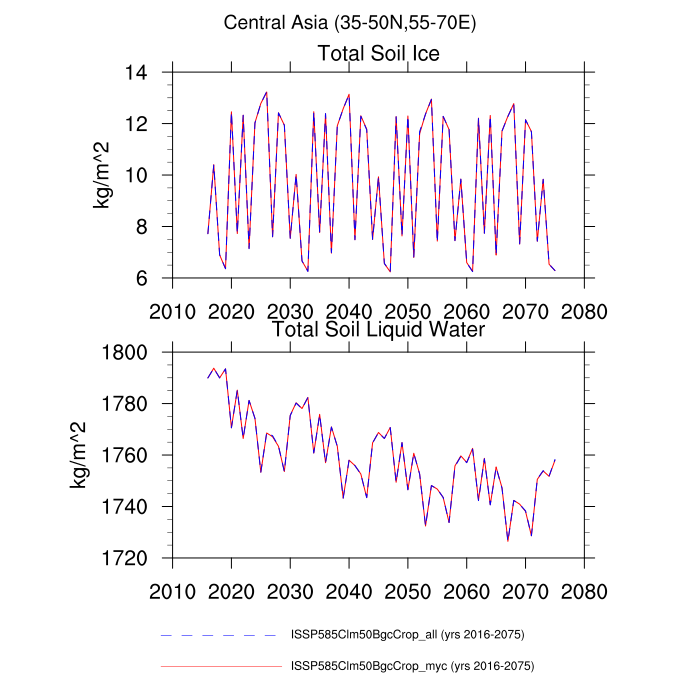 Central Asia (35-50N,55-70E)
Total Soil Ice
kg/m^2
14
12
10
8
6
2010 2020 2030 2040 2050 2060 2070 2080
Total Soil Liquid Water
kg/m^2
1800
1780
1760
1740
1720
2010 2020 2030 2040 2050 2060 2070 2080
ISSP585Clm50BgcCrop_all (yrs 2016-2075)
ISSP585Clm50BgcCrop_myc (yrs 2016-2075)